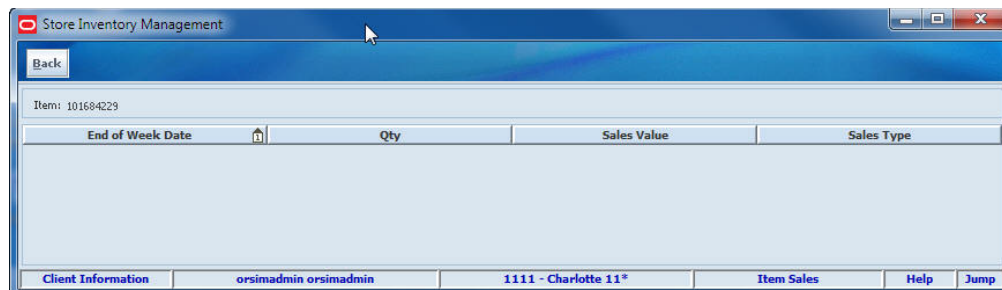 Store Inventory Management
Back
Item: 101684229
End of Week Date 1 Qty Sales Value Sales Type
Client Information orsimadmin orsimadmin 1111 - Charlotte 11* Item Sales Help Jump